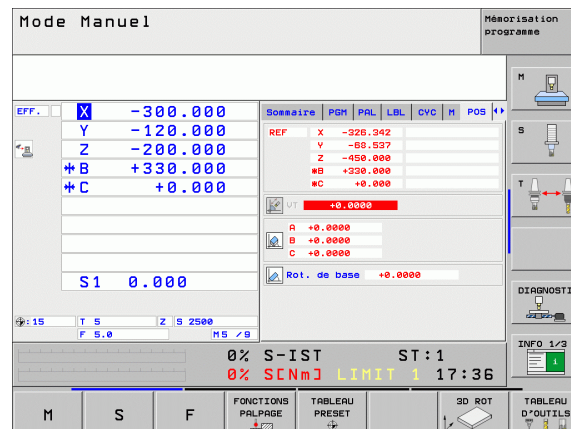 Mode Manuel
Mémorisation
programme
EFF. X -300.000
Y -120.000
Z -200.000
B +330.000
C +0.000
S1 0.000
:15 T 5 Z S 2500
F 5.0 M5 /9
Sommaire PGM PAL LBL CYC M POS
REF X -326.342
Y -68.537
Z -450.000
*B +330.000
*C +0.000
VT +0.0000
A +0.0000
B +0.0000
C +0.0000
Rot. de base +0.0000
0% S-IST ST:1
0% S[Nm] LIMIT 1 17:36
M
S
T
DIAGNOSTI
INFO 1/3
1
M
S
F
FONCTIONS
PALPAGE
TABLEAU
PRESET
3D ROT
TABLEAU
D'OUTILS